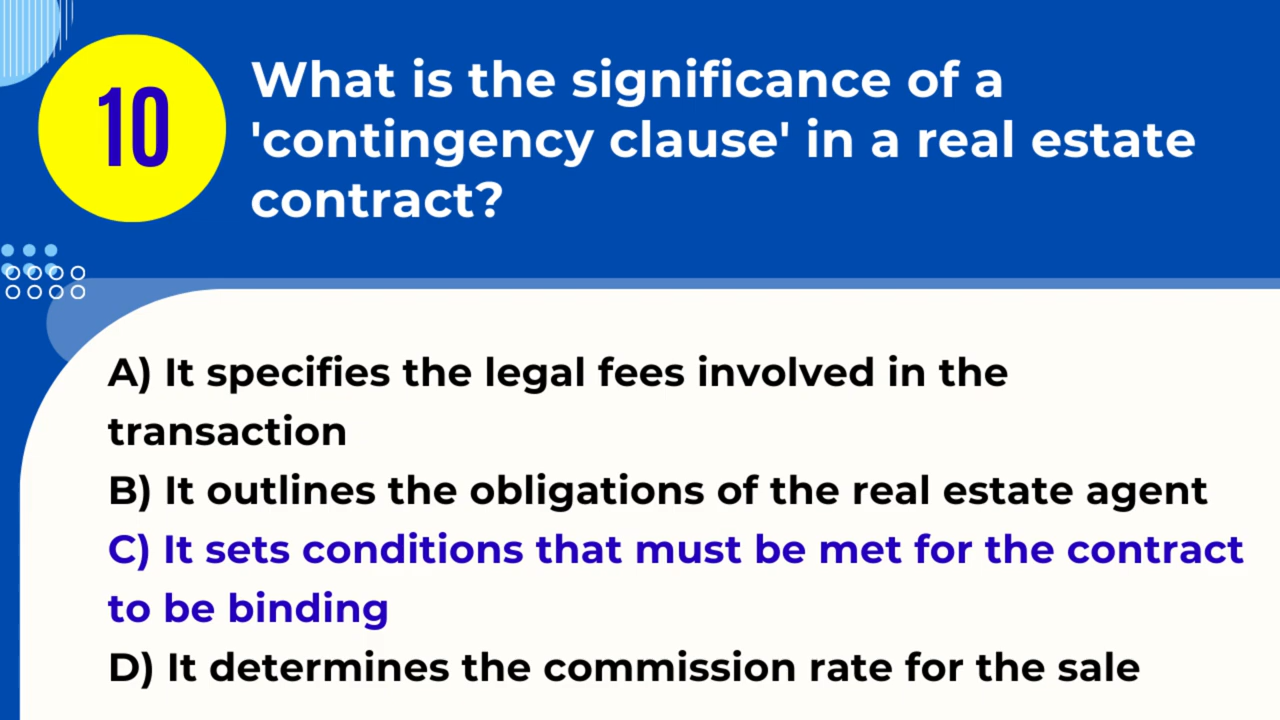 10
What is the significance of a
'contingency clause' in a real estate
contract?
A) It specifies the legal fees involved in the
transaction
B) It outlines the obligations of the real estate agent
C) It sets conditions that must be met for the contract
to be binding
D) It determines the commission rate for the sale